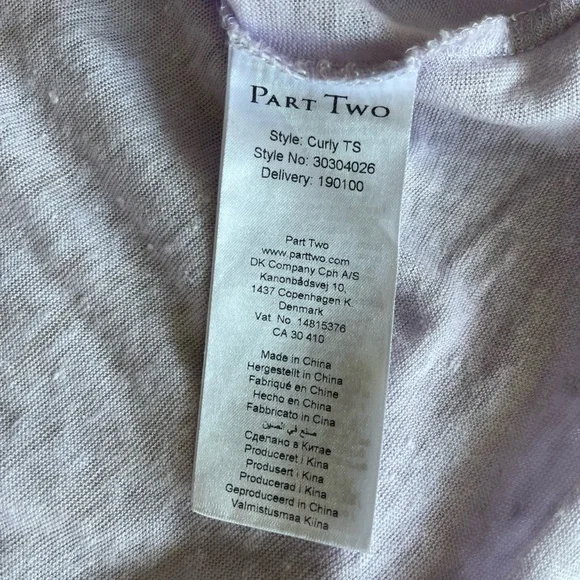 PART TWO
Style: Curly TS
Style No: 30304026
Delivery: 190100
Part Two
www.parttwo.com
DK Company Cph A/S
Kanonbådsvej 10,
1437 Copenhagen K
Denmark
Vat. No. 14815376
CA 30 410
Made in China
Hergestellt in China
Fabriqué en Chine
Hecho en China
Fabbricato in Cina
صنع في الصين
Сделано в Китае
Produceret i Kina
Produsert i Kina
Producerad i Kina
Geproduceerd in China
Valmistusmaa Kiina